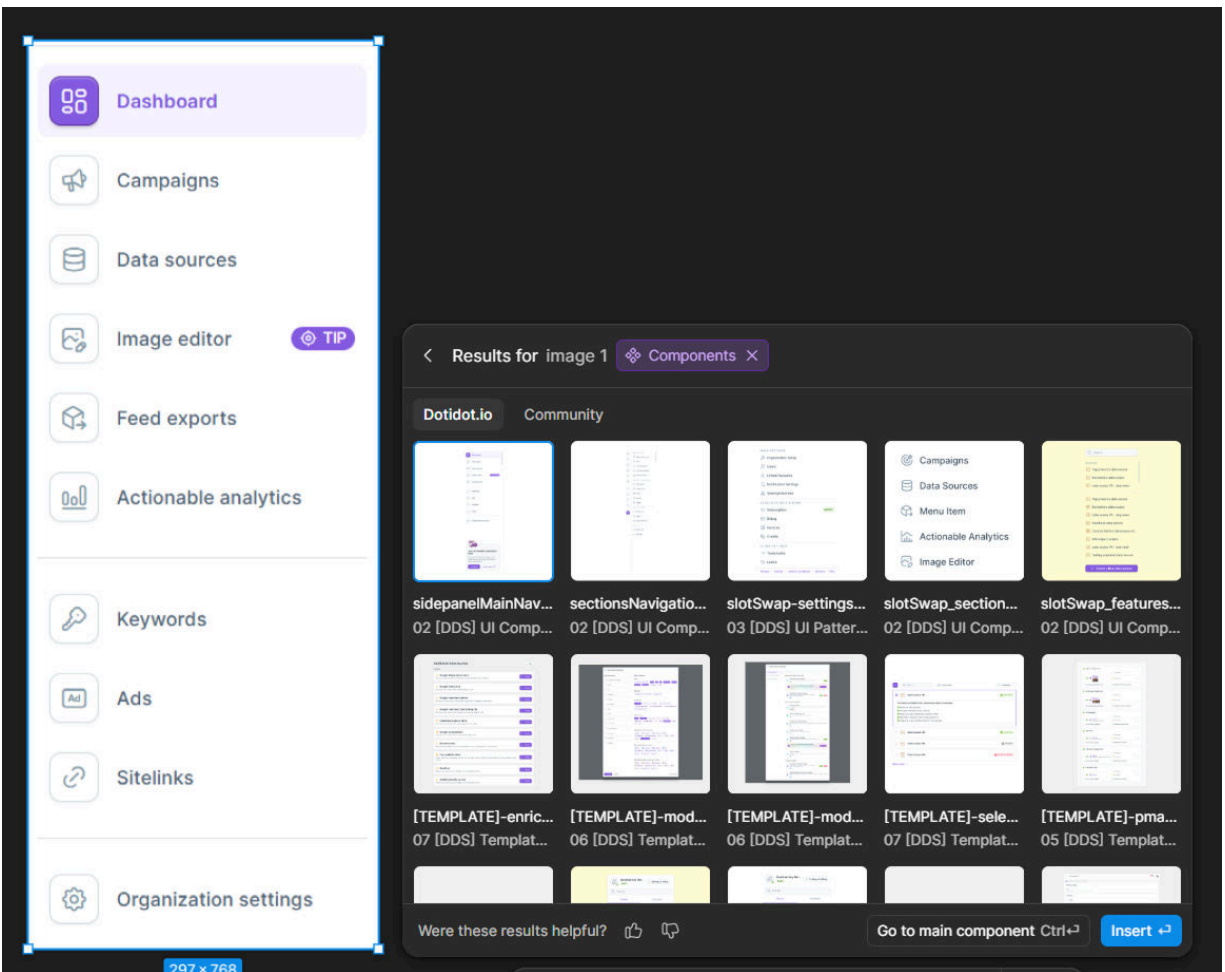 Dashboard
Campaigns
Data sources
Image editor
TIP
Feed exports
Actionable analytics
Keywords
Ad
Ads
Sitelinks
Organization settings
297 × 768
Results for image 1 Components
Dotidot.io Community
Campaigns
Data Sources
Menu Item
Actionable Analytics
Image Editor
sidepanelMainNav... sectionsNavigatio... slotSwap-settings... slotSwap_section... slotSwap_features...
02 [DDS] UI Comp... 02 [DDS] UI Comp... 03 [DDS] UI Patter... 02 [DDS] UI Comp... 02 [DDS] UI Comp...
[TEMPLATE]-enric... [TEMPLATE]-mod... [TEMPLATE]-mod... [TEMPLATE]-sele... [TEMPLATE]-pma...
07 [DDS] Templat... 06 [DDS] Templat... 06 [DDS] Templat... 07 [DDS] Templat... 05 [DDS] Templat...
Were these results helpful? Go to main component Ctrl↵ Insert ↵